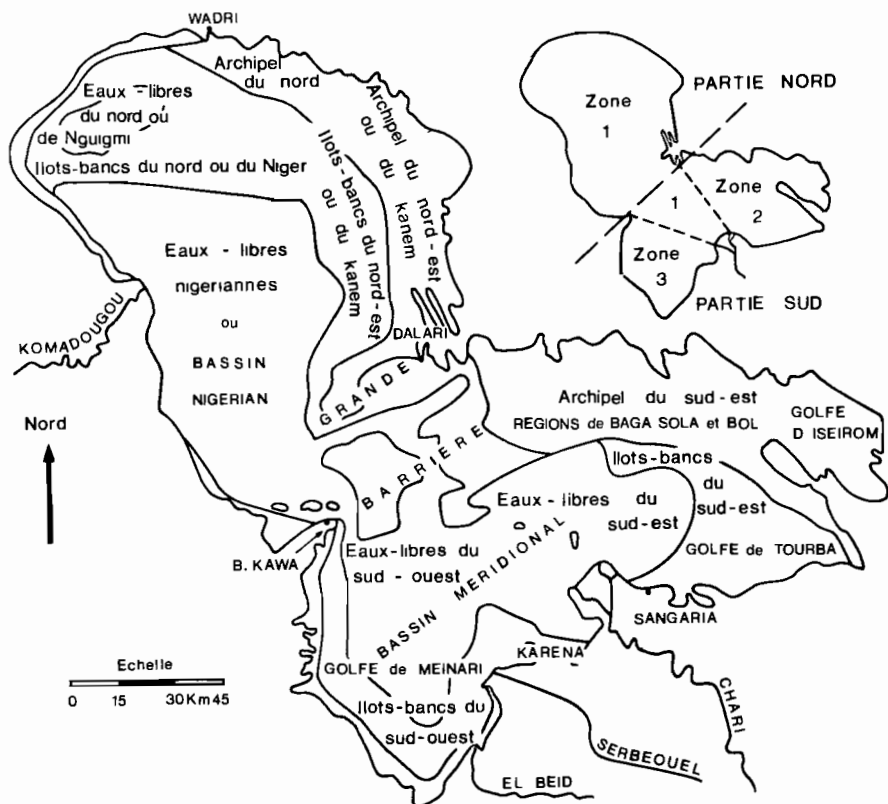 WADRI
Archipel
du nord
Eaux-libres
du nord ou
de Nguigmi
Ilots-bancs du nord ou du Niger
Archipel du nord-est
ou du kanem
Ilots-bancs du nord-est
ou du kanem
Eaux - libres
nigeriannes
ou
BASSIN
NIGERIAN
KOMADOUGOU
Nord
DALARI
GRANDE
BARRIERE
Archipel du sud-est
REGIONS de BAGA SOLA et BOL
GOLFE
D ISEIROM
Ilots-bancs
du
sud-est
Eaux-libres du
sud-est
GOLFE de TOURBA
B. KAWA
Eaux-libres du
sud - ouest
BASSIN MERIDIONAL
SANGARIA
KARENA
GOLFE de MEINARI
Ilots-bancs du
sud-ouest
CHARI
SERBEOUEL
EL BEID
Echelle
0 15 30Km45
PARTIE NORD
Zone
1
1
Zone
2
Zone
3
PARTIE SUD